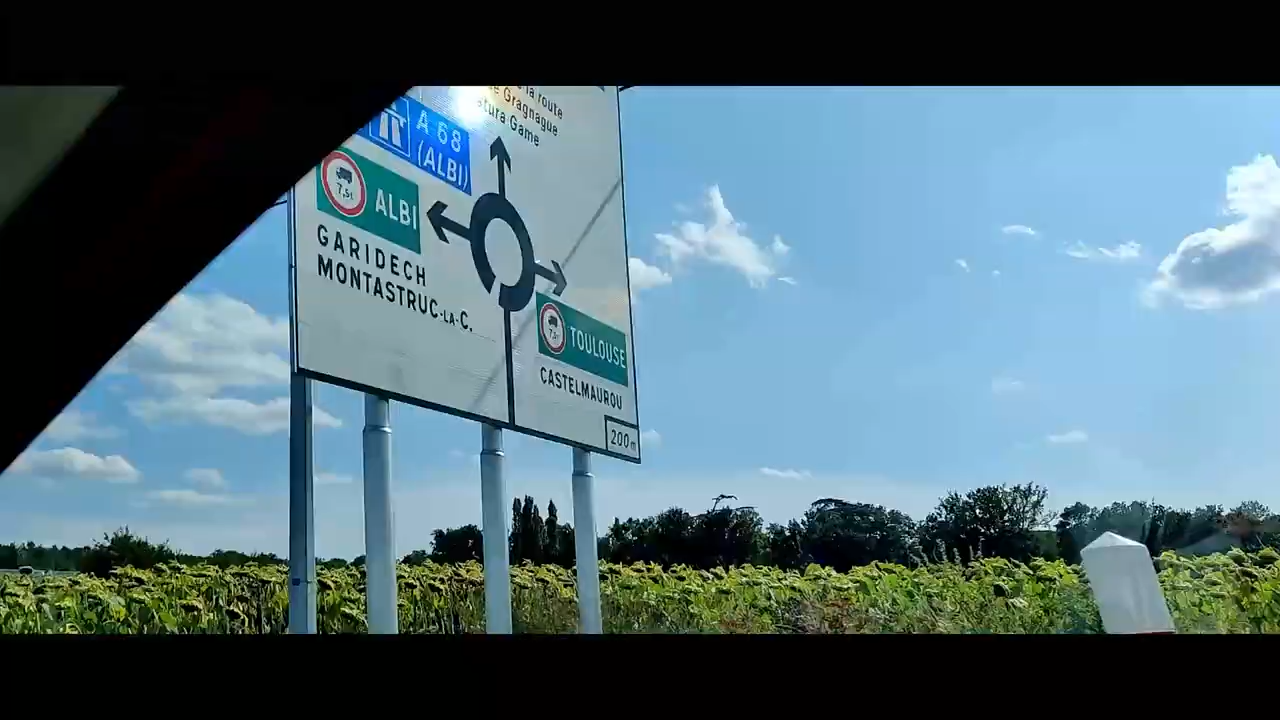 la route
Gragnague
Game
A 68
(ALBI)
7,5t
ALBI
GARIDECH
MONTASTRUC-LA-C.
7,5t
TOULOUSE
CASTELMAUROU
200m